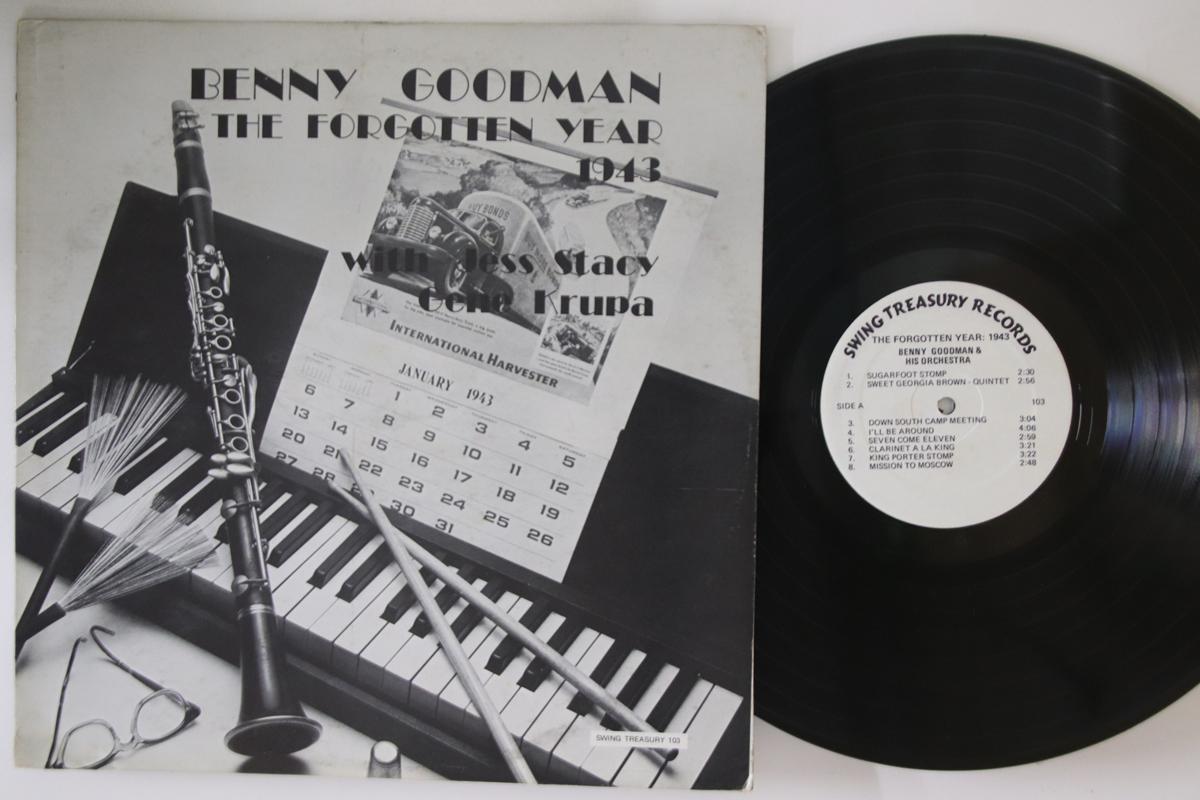 BENNY GOODMAN
THE FORGOTTEN YEAR
1943
BUY BONDS
with Jess Stacy
Gene Krupa
INTERNATIONAL HARVESTER
JANUARY 1943
1 2 3 4 5
6 7 8 9 10 11 12
13 14 15 16 17 18 19
20 21 22 23 24 25 26
27 28 29 30 31
SWING TREASURY 103
SWING TREASURY RECORDS
THE FORGOTTEN YEAR: 1943
BENNY GOODMAN &
HIS ORCHESTRA
1. SUGARFOOT STOMP 2:30
2. SWEET GEORGIA BROWN - QUINTET 2:56
SIDE A 103
3. DOWN SOUTH CAMP MEETING 3:04
4. I'LL BE AROUND 4:06
5. SEVEN COME ELEVEN 2:59
6. CLARINET A LA KING 3:21
7. KING PORTER STOMP 3:22
8. MISSION TO MOSCOW 2:48